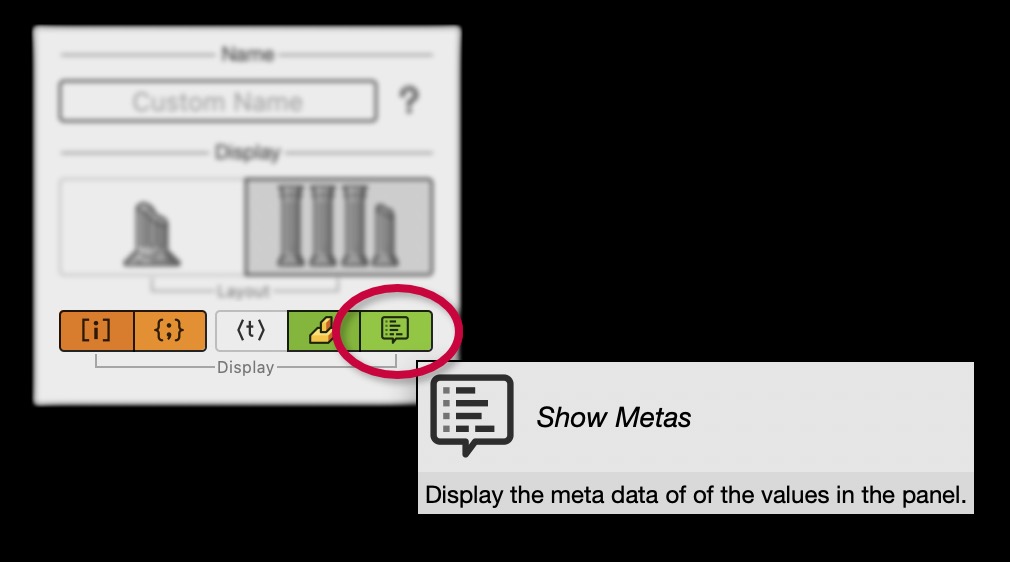 Name
Custom Name
?
Display
Layout
[i] {;} ⟨t⟩
Display
Show Metas
Display the meta data of of the values in the panel.